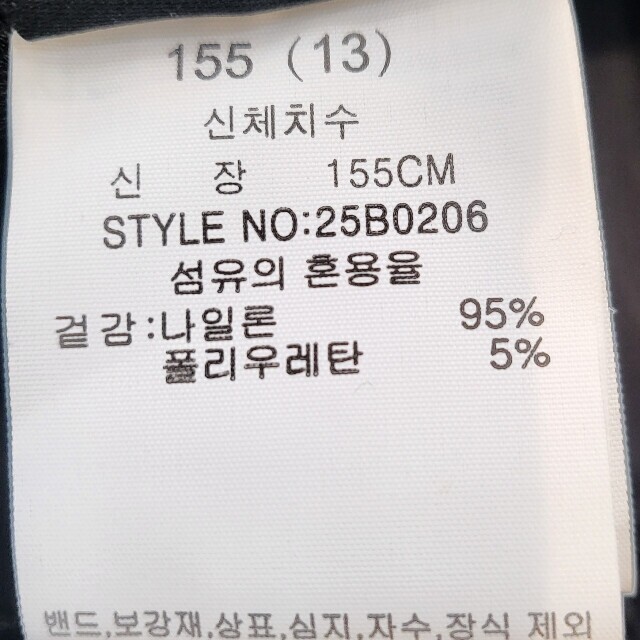 155 (13)
신체치수
신 장 155CM
STYLE NO:25B0206
섬유의 혼용율
겉감:나일론 95%
폴리우레탄 5%
밴드,보강재,상표,심지,자수,장식 제외